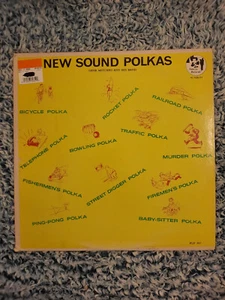 NEW SOUND POLKAS
BICYCLE POLKA
ROCKET POLKA
RAILROAD POLKA
TELEPHONE POLKA
BOWLING POLKA
TRAFFIC POLKA
MURDER POLKA
FISHERMEN'S POLKA
STREET DIGGER POLKA
FIREMEN'S POLKA
PING-PONG POLKA
BABY-SITTER POLKA